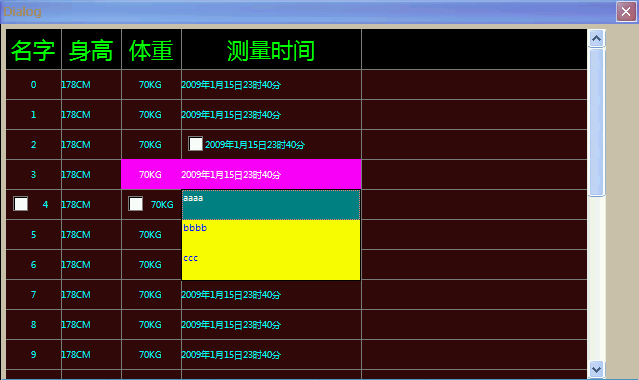 Dialog
名字 身高 体重 测量时间
0 178CM 70KG 2009年1月15日23时40分
1 178CM 70KG 2009年1月15日23时40分
2 178CM 70KG 2009年1月15日23时40分
3 178CM 70KG 2009年1月15日23时40分
4 178CM 70KG aaaa
5 178CM 70KG bbbb
6 178CM 70KG ccc
7 178CM 70KG 2009年1月15日23时40分
8 178CM 70KG 2009年1月15日23时40分
9 178CM 70KG 2009年1月15日23时40分